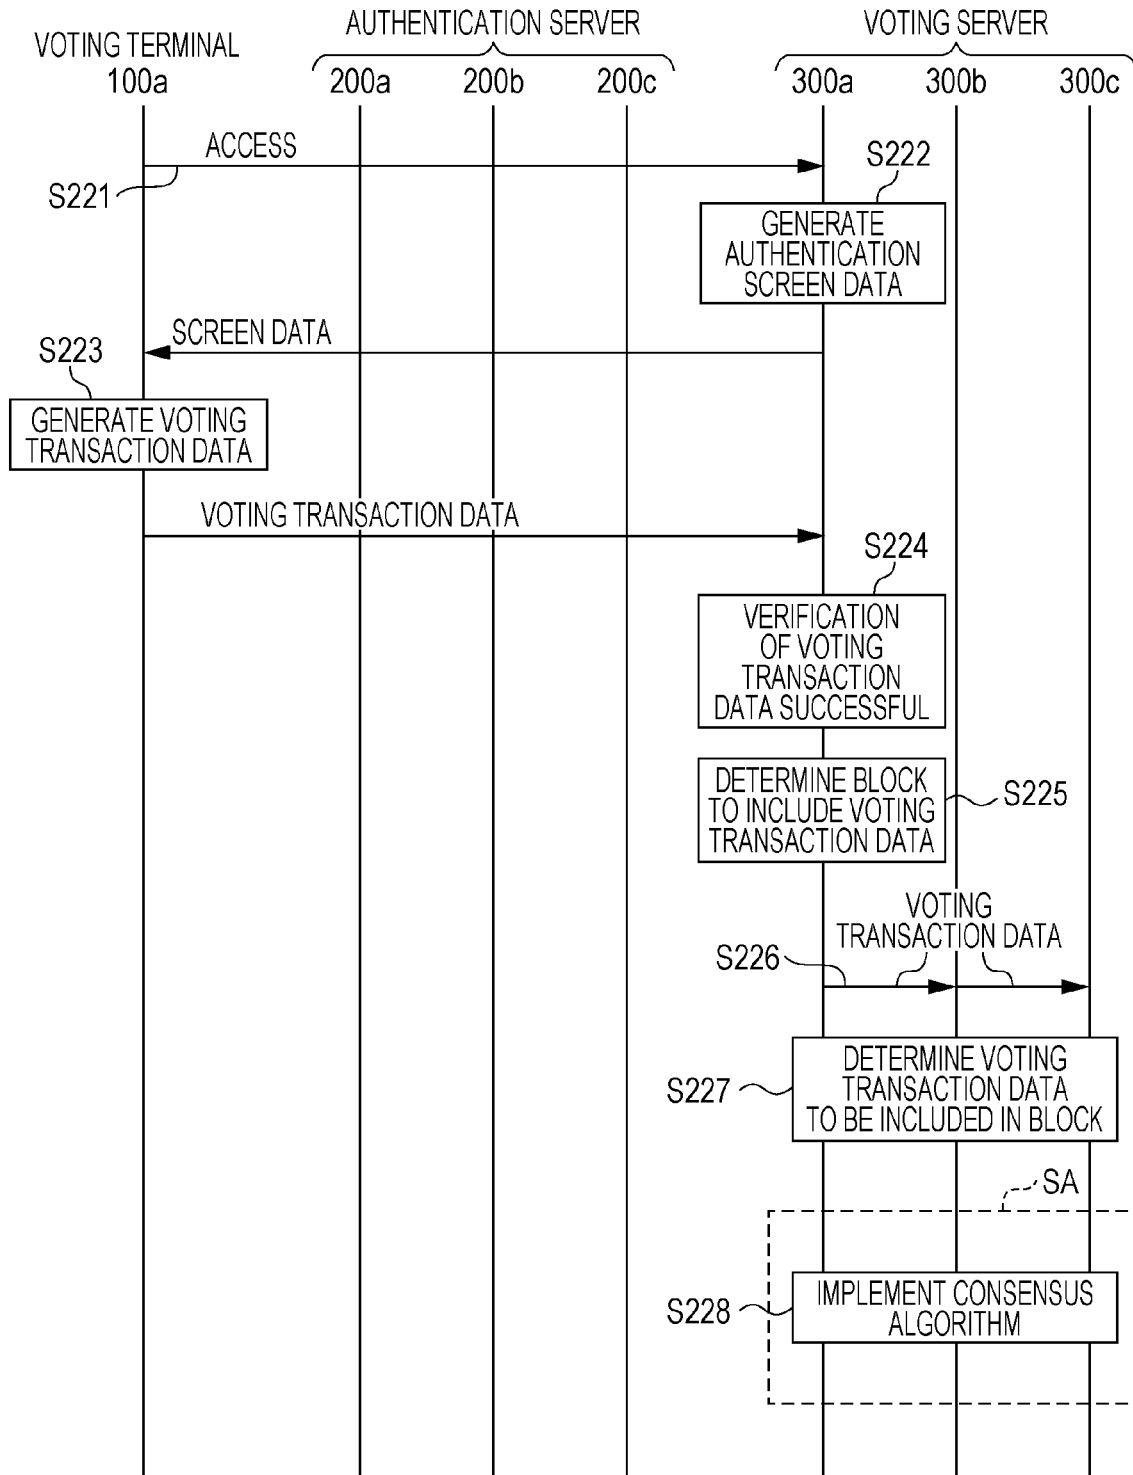 AUTHENTICATION SERVER
VOTING SERVER
VOTING TERMINAL
100a
200a
200b
200c
300a
300b
300c
ACCESS
S221
S222
GENERATE
AUTHENTICATION
SCREEN DATA
SCREEN DATA
S223
GENERATE VOTING
TRANSACTION DATA
VOTING TRANSACTION DATA
S224
VERIFICATION
OF VOTING
TRANSACTION
DATA SUCCESSFUL
DETERMINE BLOCK
TO INCLUDE VOTING
TRANSACTION DATA
S225
VOTING
TRANSACTION DATA
S226
DETERMINE VOTING
TRANSACTION DATA
TO BE INCLUDED IN BLOCK
S227
SA
IMPLEMENT CONSENSUS
ALGORITHM
S228